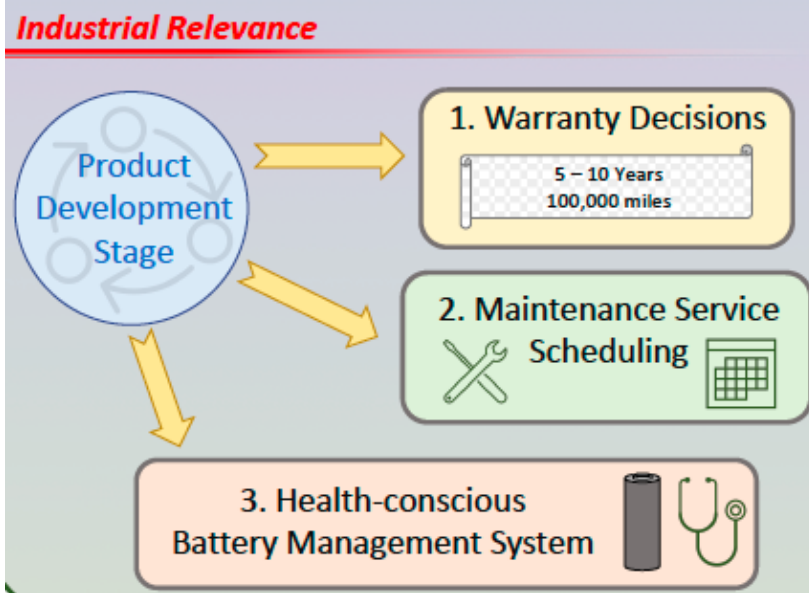 Industrial Relevance
Product
Development
Stage
1. Warranty Decisions
5 – 10 Years
100,000 miles
2. Maintenance Service
Scheduling
3. Health-conscious
Battery Management System